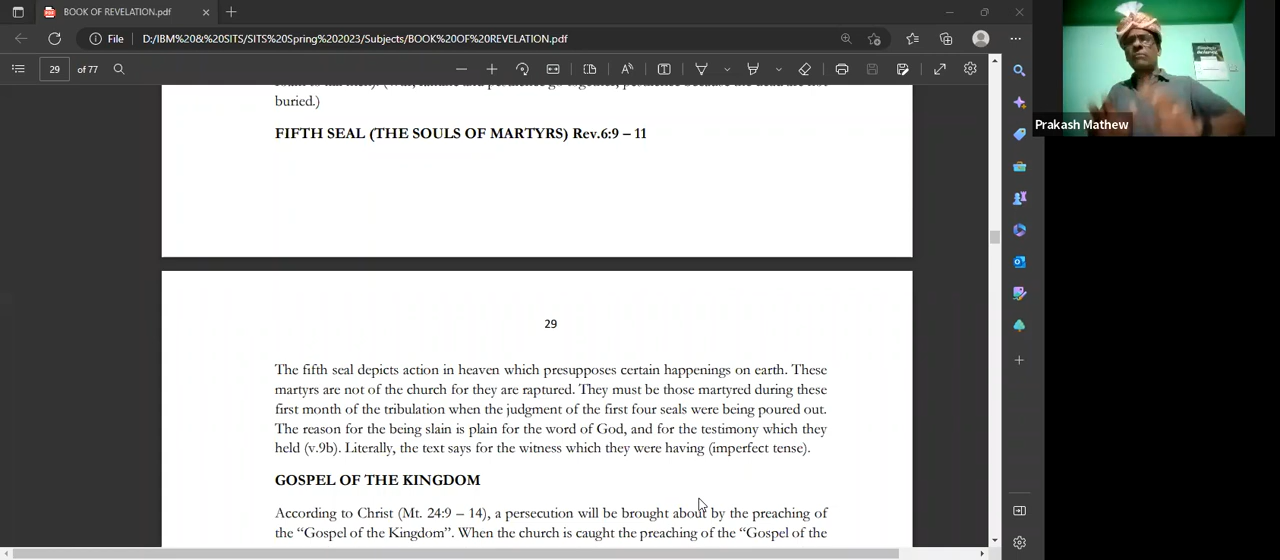 BOOK OF REVELATION.pdf
File
D:/IBM%20&%20SITS/SITS%20Spring%202023/Subjects/BOOK%20OF%20REVELATION.pdf
29 of 77
buried.)
FIFTH SEAL (THE SOULS OF MARTYRS) Rev.6:9 – 11
29
The fifth seal depicts action in heaven which presupposes certain happenings on earth. These
martyrs are not of the church for they are raptured. They must be those martyred during these
first month of the tribulation when the judgment of the first four seals were being poured out.
The reason for the being slain is plain for the word of God, and for the testimony which they
held (v.9b). Literally, the text says for the witness which they were having (imperfect tense).
GOSPEL OF THE KINGDOM
According to Christ (Mt. 24:9 – 14), a persecution will be brought about by the preaching of
the “Gospel of the Kingdom”. When the church is caught the preaching of the “Gospel of the
Prakash Mathew